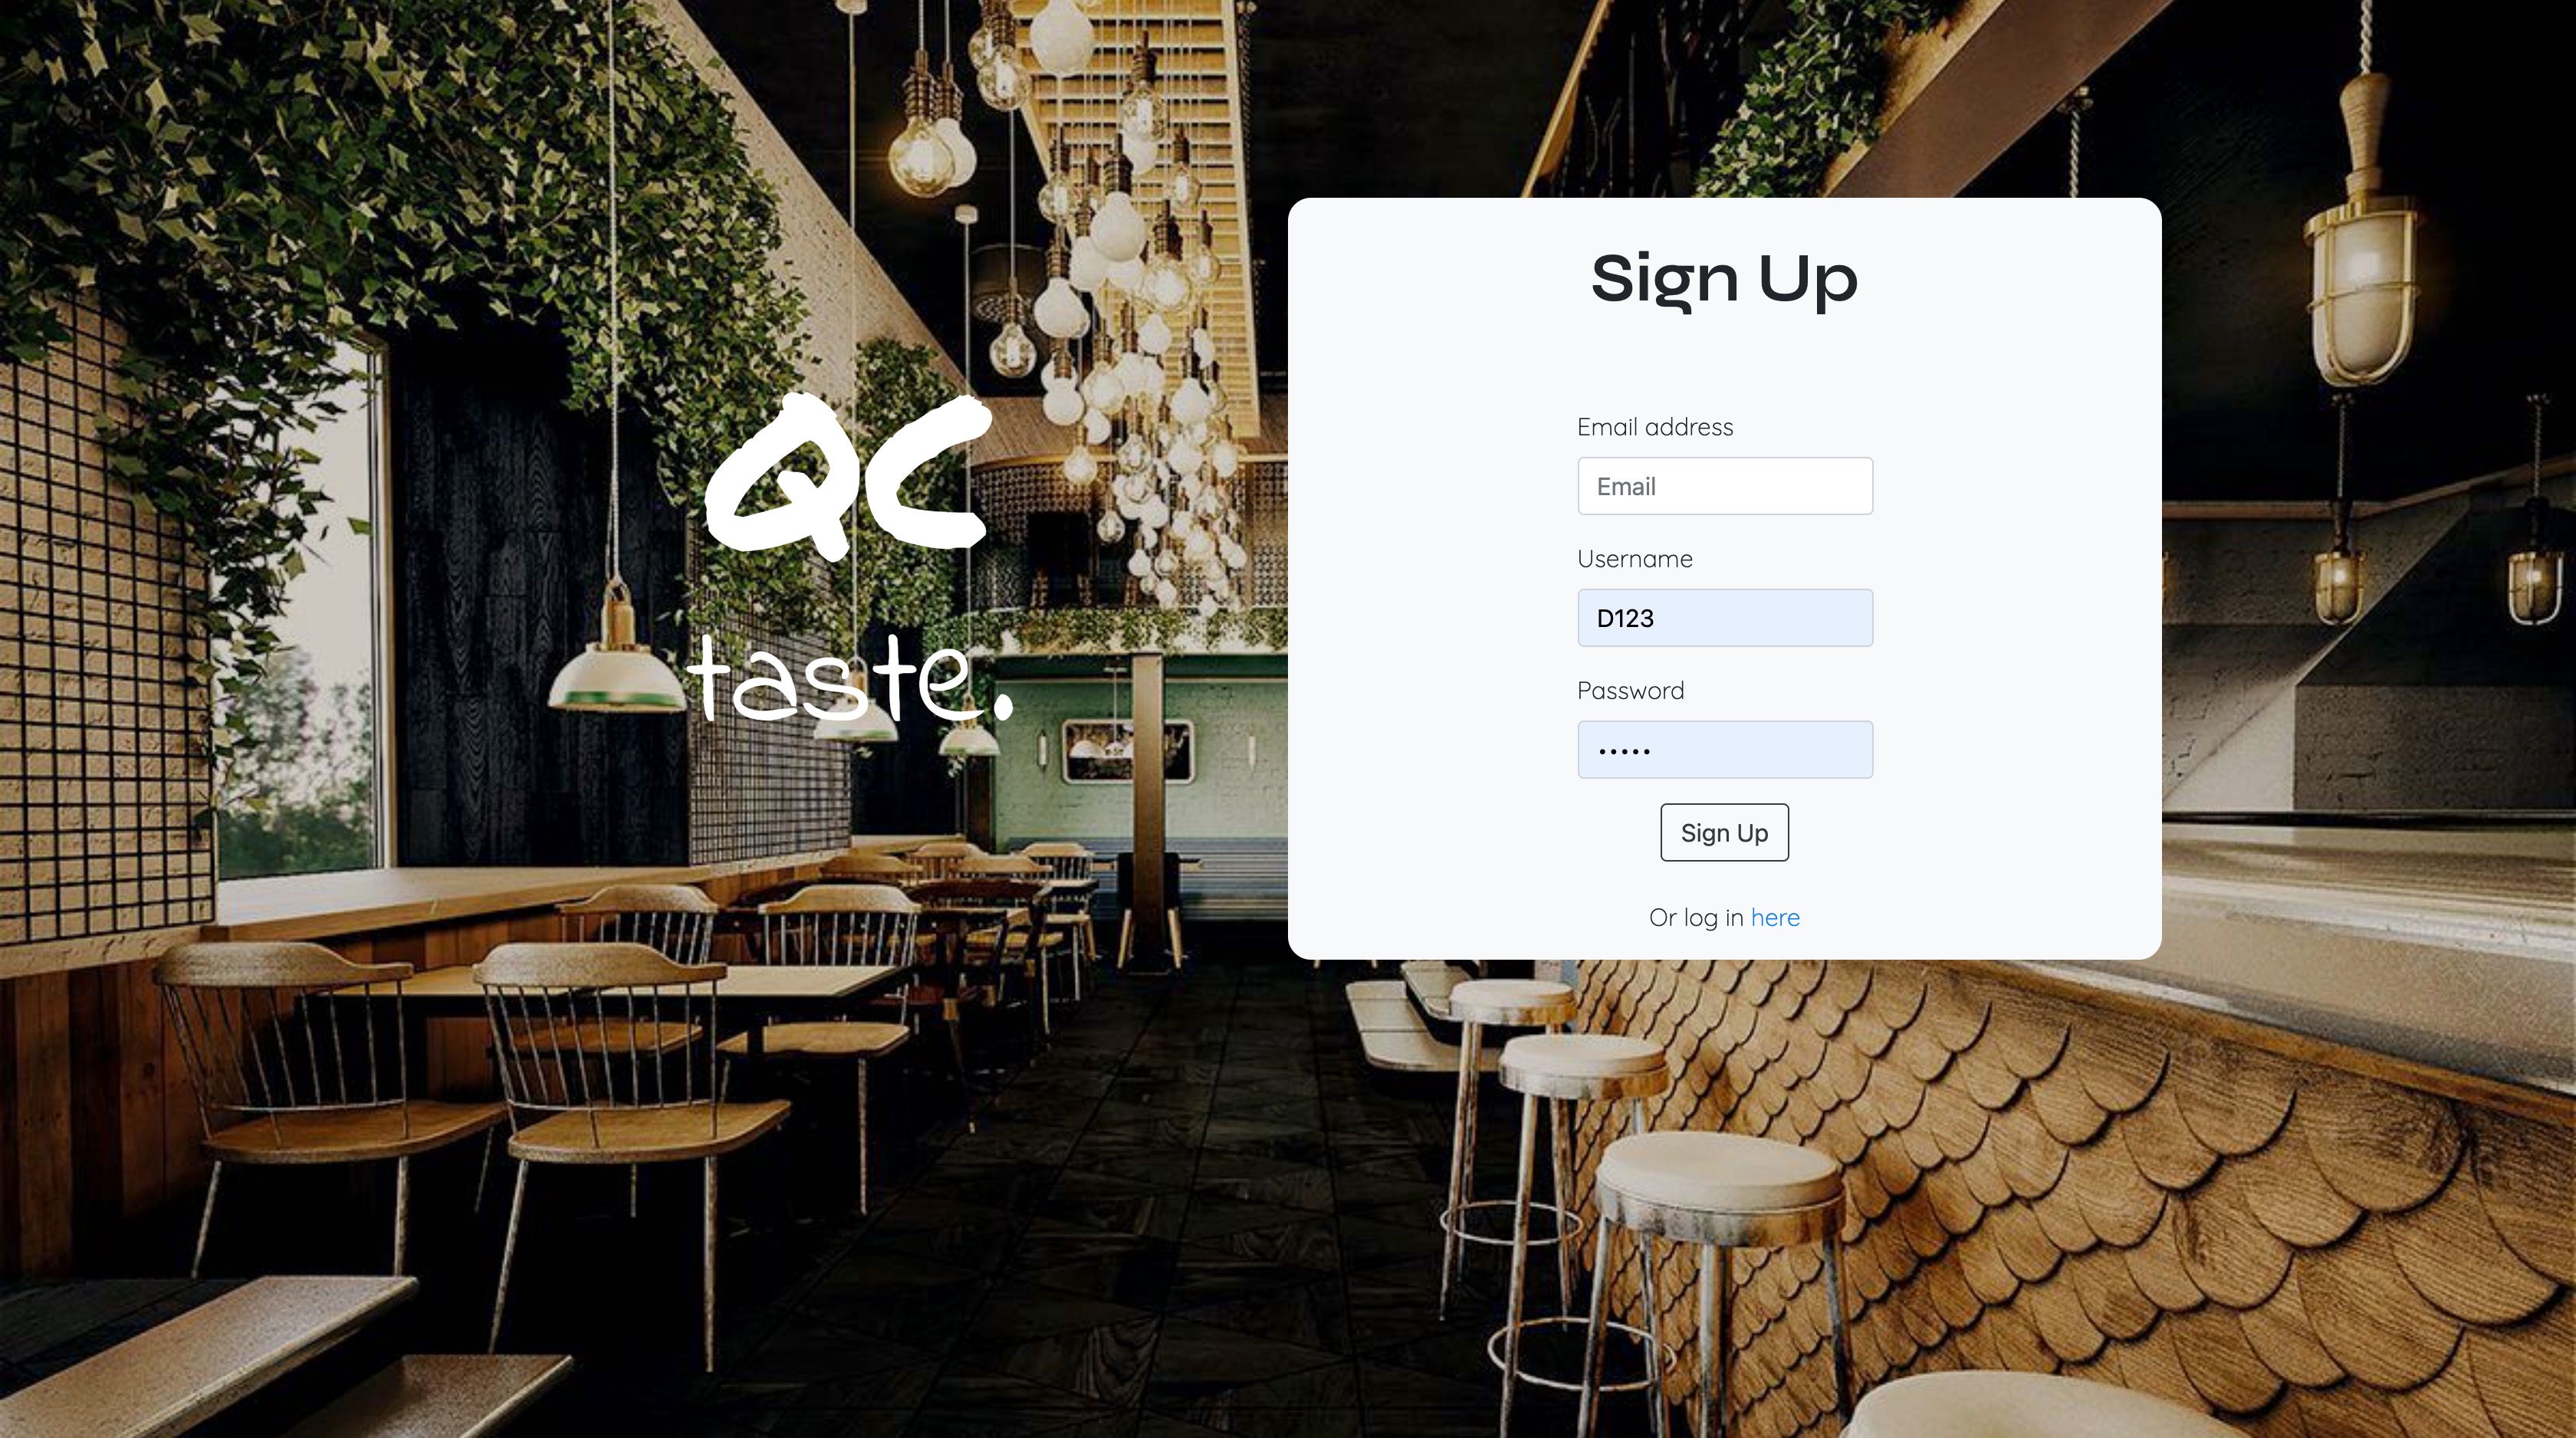 QC
taste.
Sign Up
Email address
Email
Username
D123
Password
•••••
Sign Up
Or log in here